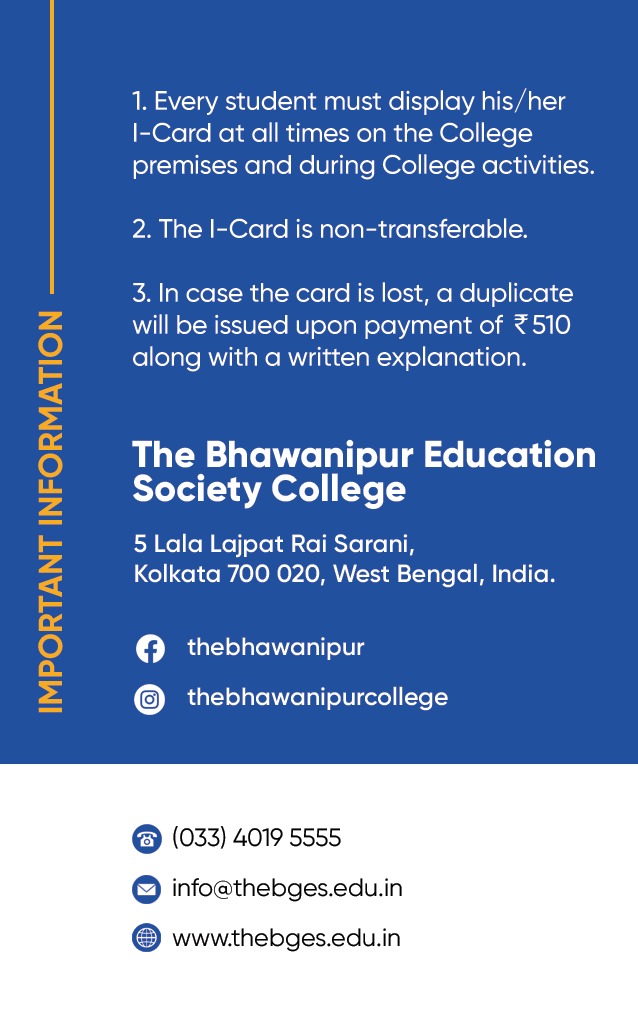 IMPORTANT INFORMATION
1. Every student must display his/her
I-Card at all times on the College
premises and during College activities.
2. The I-Card is non-transferable.
3. In case the card is lost, a duplicate
will be issued upon payment of ₹510
along with a written explanation.
The Bhawanipur Education
Society College
5 Lala Lajpat Rai Sarani,
Kolkata 700 020, West Bengal, India.
thebhawanipur
thebhawanipurcollege
(033) 4019 5555
info@thebges.edu.in
www.thebges.edu.in